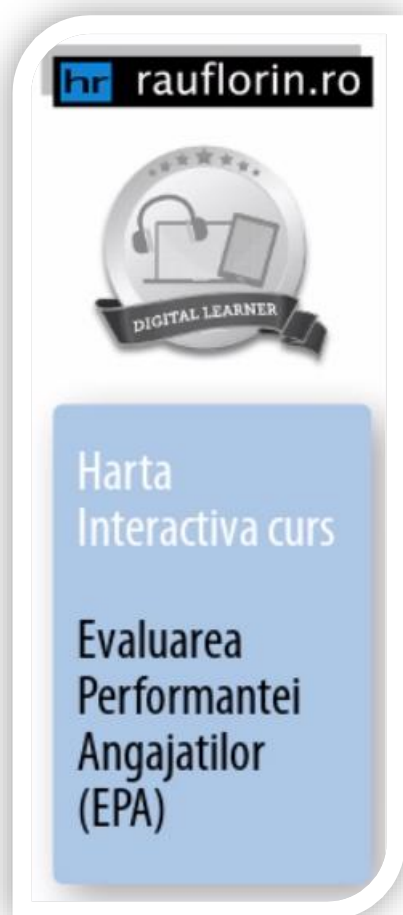 hr rauflorin.ro
DIGITAL LEARNER
Harta
Interactiva curs
Evaluarea
Performantei
Angajatilor
(EPA)